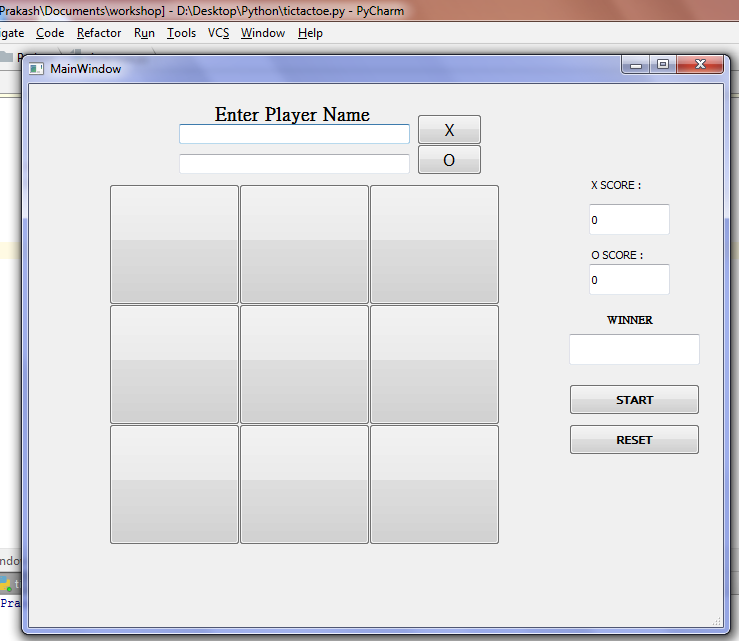 Prakash\Documents\workshop] - D:\Desktop\Python\tictactoe.py - PyCharm
igate Code Refactor Run Tools VCS Window Help
MainWindow
Enter Player Name
X
O
X SCORE :
0
O SCORE :
0
WINNER
START
RESET
ndo
Pra